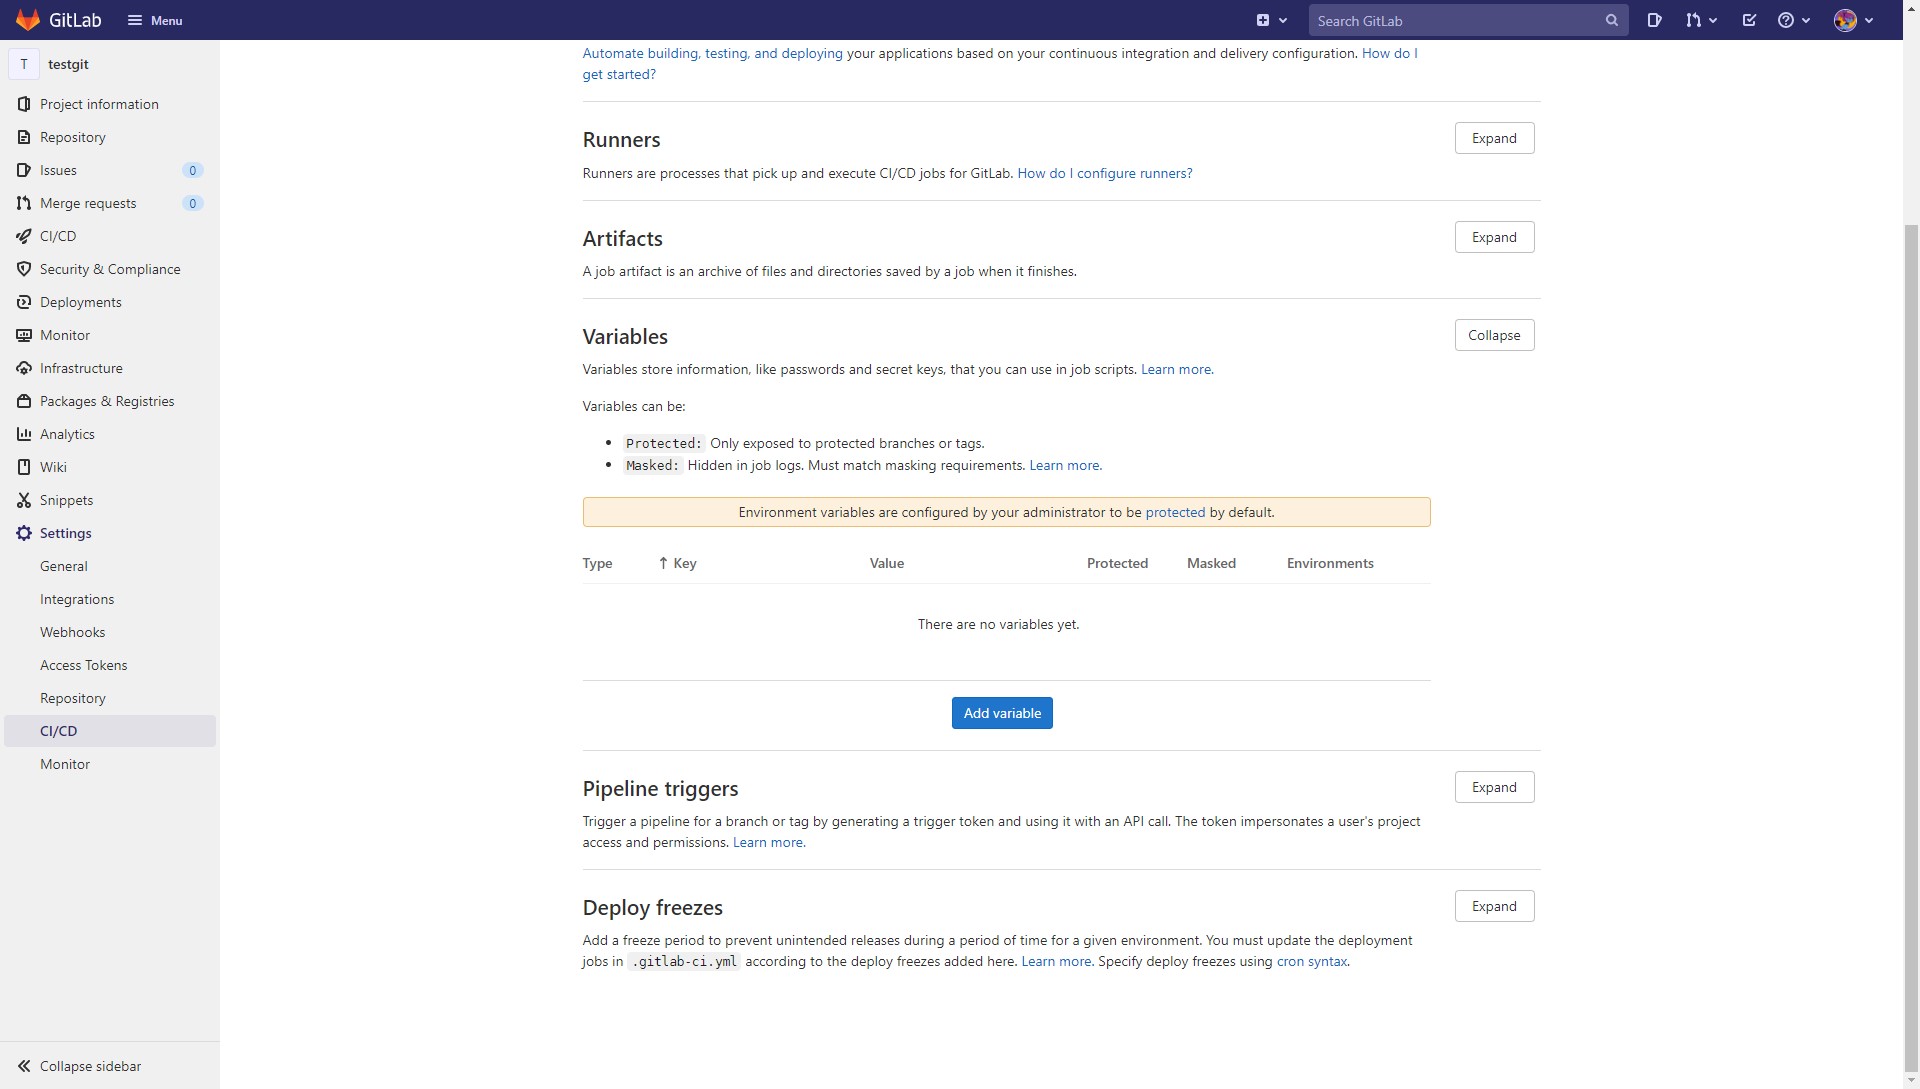 GitLab
Menu
Search GitLab
T
testgit
Project information
Repository
Issues
0
Merge requests
0
CI/CD
Security & Compliance
Deployments
Monitor
Infrastructure
Packages & Registries
Analytics
Wiki
Snippets
Settings
General
Integrations
Webhooks
Access Tokens
Repository
CI/CD
Monitor
Collapse sidebar
Automate building, testing, and deploying your applications based on your continuous integration and delivery configuration. How do I
get started?
Runners
Expand
Runners are processes that pick up and execute CI/CD jobs for GitLab. How do I configure runners?
Artifacts
Expand
A job artifact is an archive of files and directories saved by a job when it finishes.
Variables
Collapse
Variables store information, like passwords and secret keys, that you can use in job scripts. Learn more.
Variables can be:
• Protected: Only exposed to protected branches or tags.
• Masked: Hidden in job logs. Must match masking requirements. Learn more.
Environment variables are configured by your administrator to be protected by default.
Type ↑ Key Value Protected Masked Environments
There are no variables yet.
Add variable
Pipeline triggers
Expand
Trigger a pipeline for a branch or tag by generating a trigger token and using it with an API call. The token impersonates a user's project
access and permissions. Learn more.
Deploy freezes
Expand
Add a freeze period to prevent unintended releases during a period of time for a given environment. You must update the deployment
jobs in .gitlab-ci.yml according to the deploy freezes added here. Learn more. Specify deploy freezes using cron syntax.